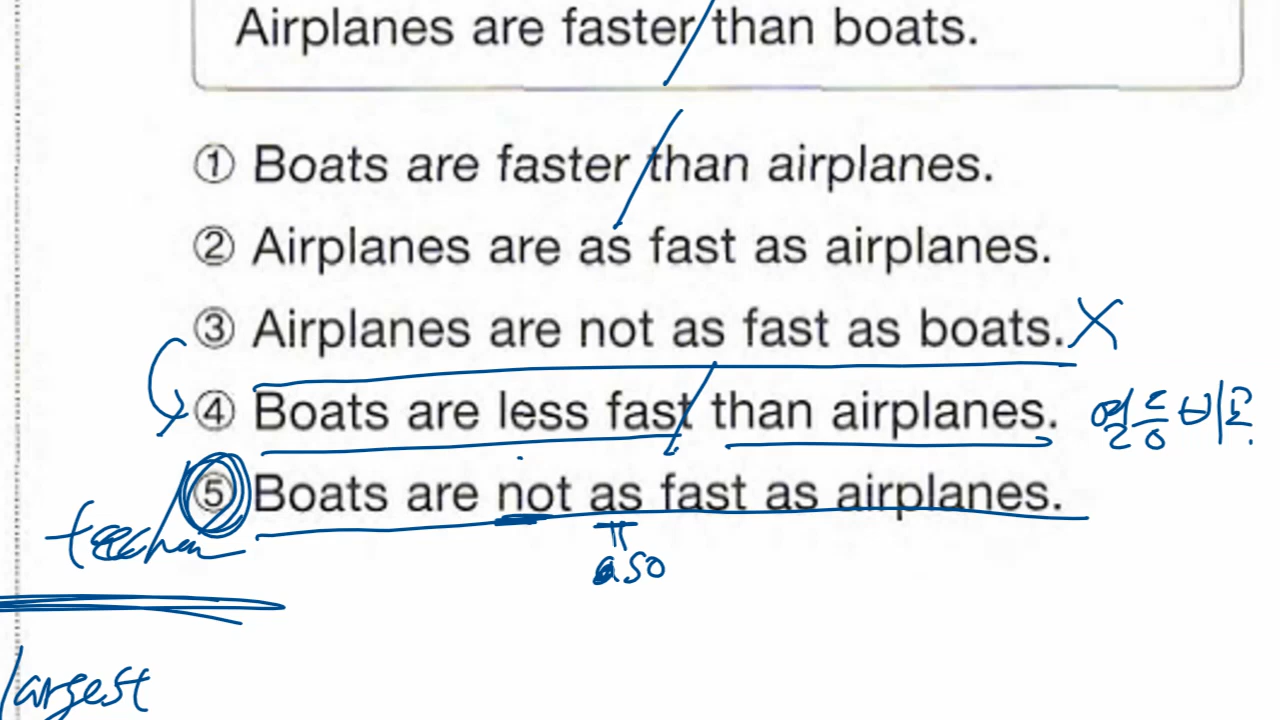 Airplanes are faster than boats.
① Boats are faster than airplanes.
② Airplanes are as fast as airplanes.
③ Airplanes are not as fast as boats. X
④ Boats are less fast than airplanes. 열등비교
⑤ Boats are not as fast as airplanes.
so
largest